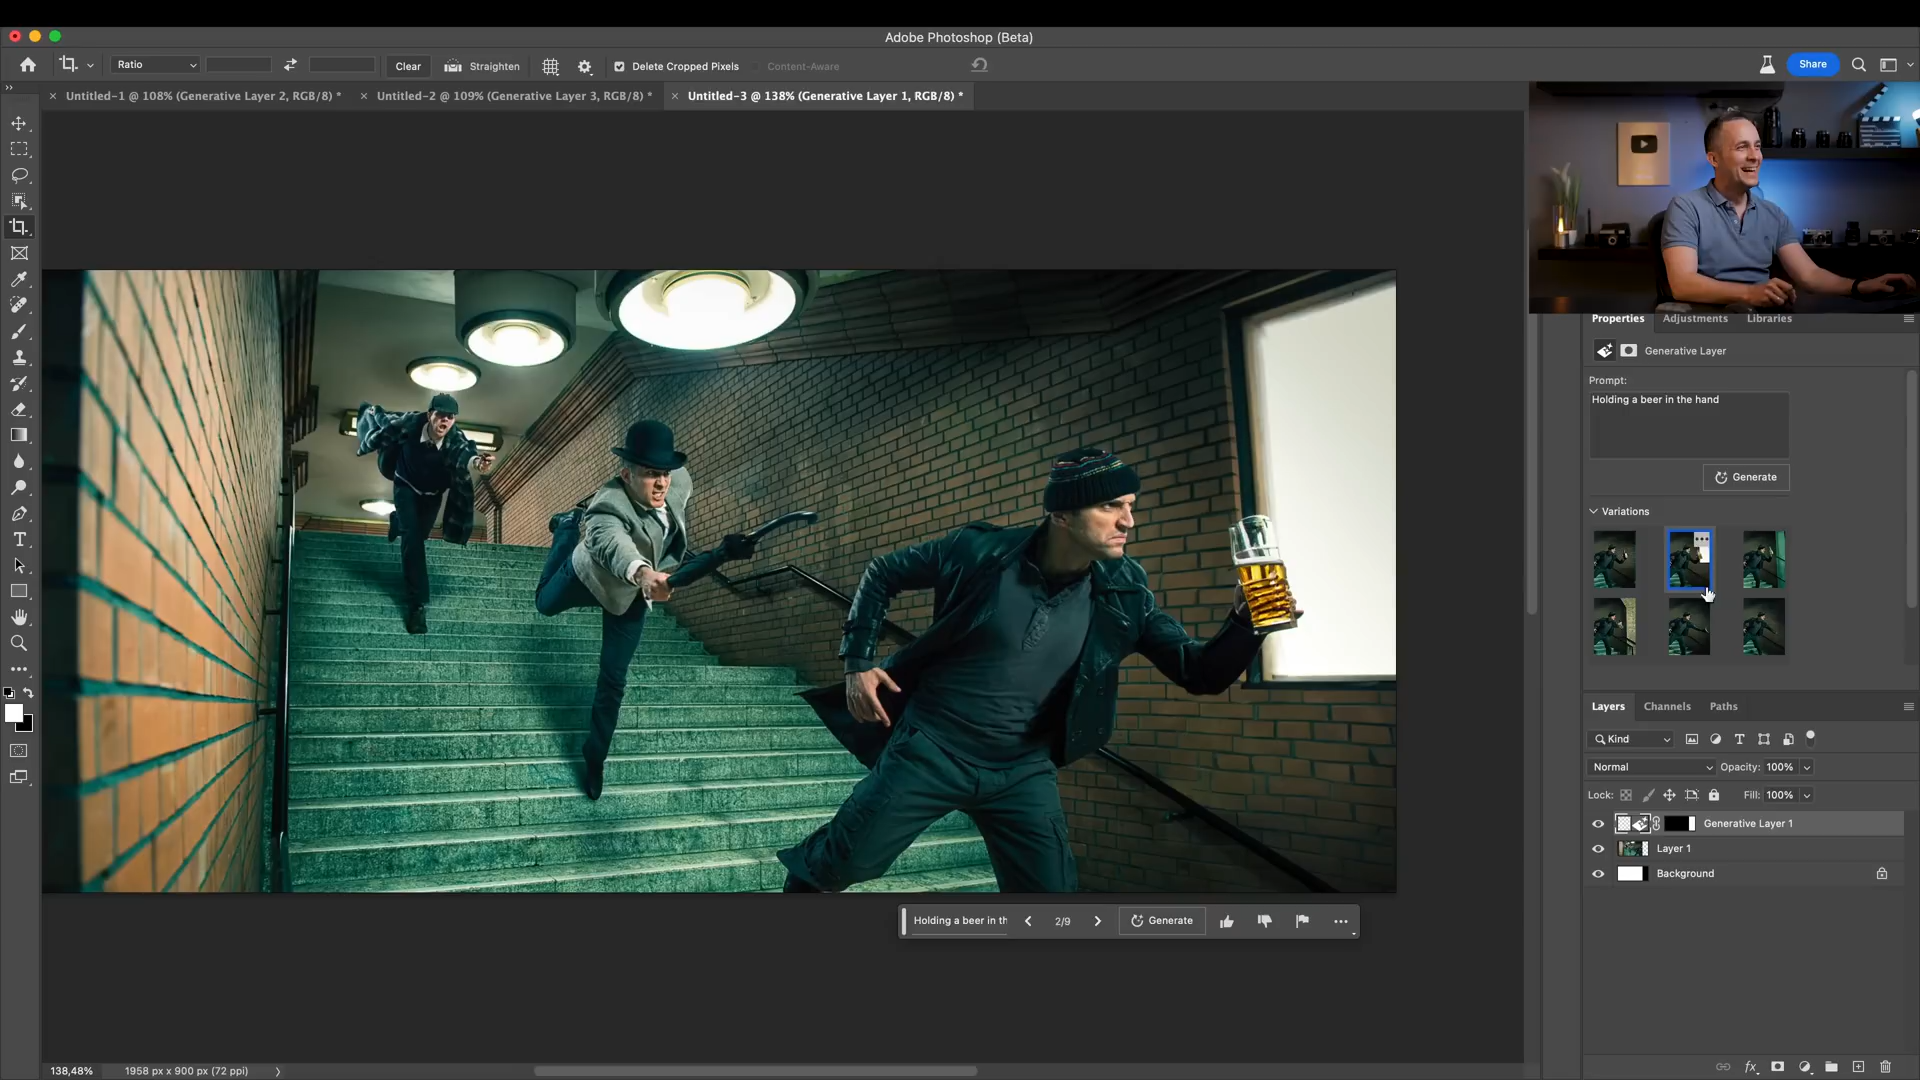 Adobe Photoshop (Beta)
Ratio
Clear
Straighten
Delete Cropped Pixels
Content-Aware
Share
Untitled-1 @ 108% (Generative Layer 2, RGB/8) *
Untitled-2 @ 109% (Generative Layer 3, RGB/8) *
Untitled-3 @ 138% (Generative Layer 1, RGB/8) *
Properties
Adjustments
Libraries
Generative Layer
Prompt:
Holding a beer in the hand
Generate
Variations
Layers
Channels
Paths
Kind
Normal
Opacity: 100%
Lock:
Fill: 100%
Generative Layer 1
Layer 1
Background
Holding a beer in th
2/9
Generate
138,48%
1958 px x 900 px (72 ppi)